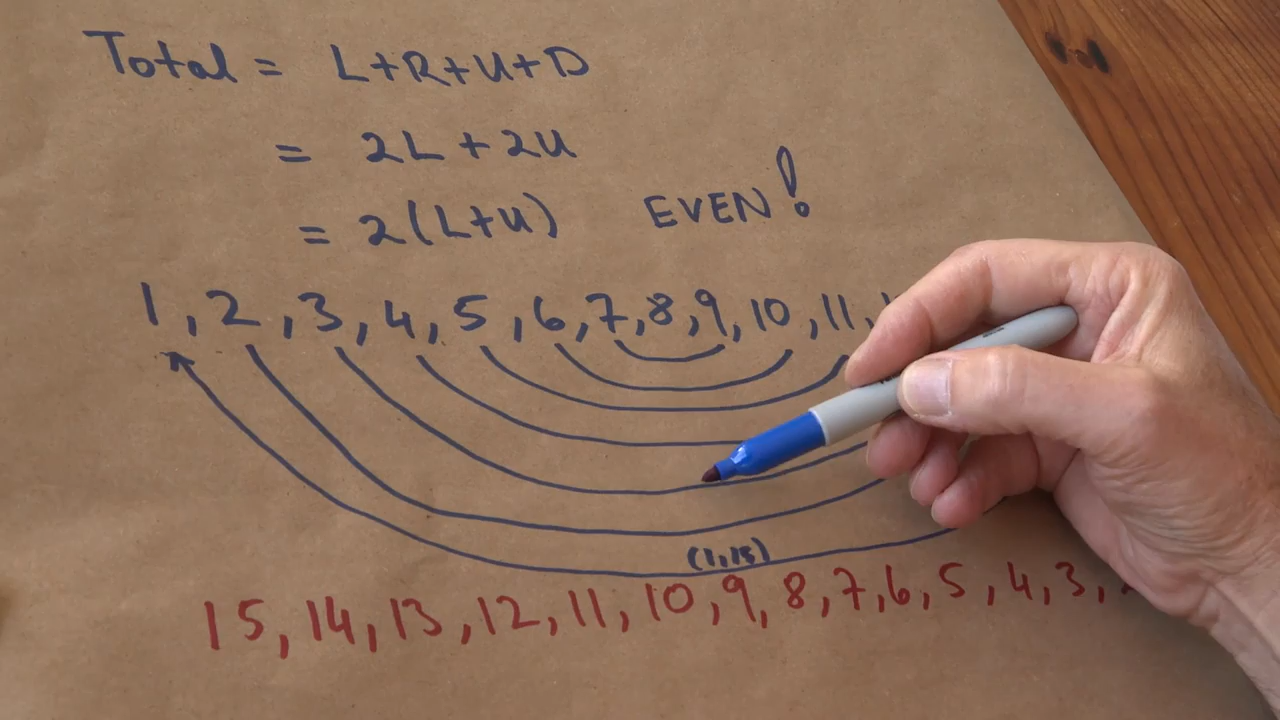 Total = L+R+U+D
= 2L + 2U
= 2(L+U) EVEN!
1, 2, 3, 4, 5, 6, 7, 8, 9, 10, 11,
(1,15)
15, 14, 13, 12, 11, 10, 9, 8, 7, 6, 5, 4, 3,